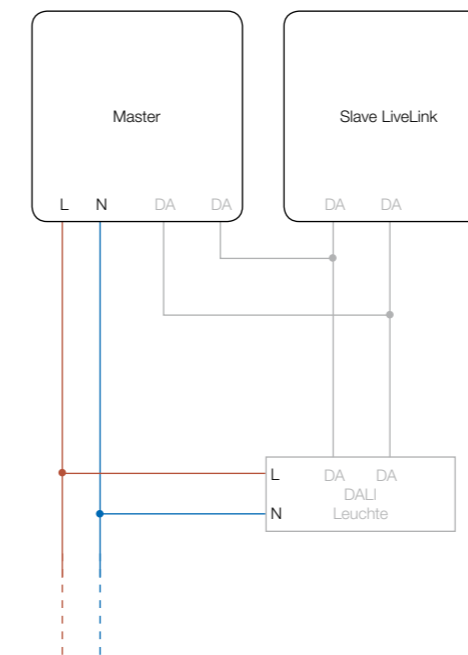 Master
Slave LiveLink
L N DA DA
DA DA
L DA DA
DALI
N Leuchte